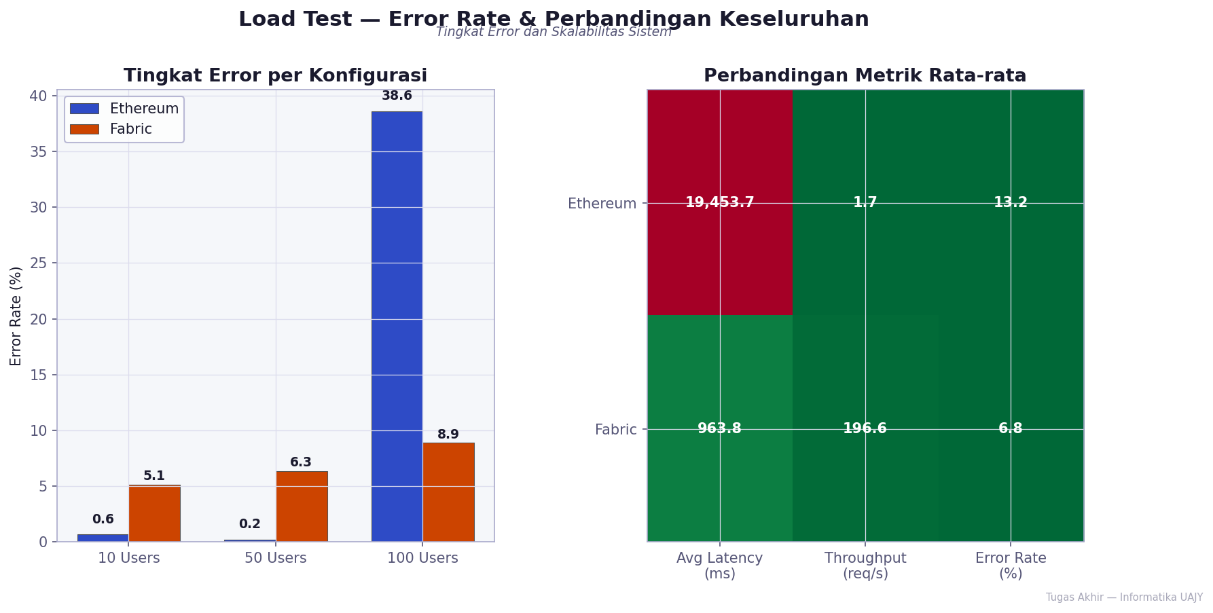 Load Test — Error Rate & Perbandingan Keseluruhan
Tingkat Error dan Skalabilitas Sistem
Tingkat Error per Konfigurasi
Ethereum
Fabric
Error Rate (%)
40
35
30
25
20
15
10
5
0
0.6
5.1
0.2
6.3
38.6
8.9
10 Users
50 Users
100 Users
Perbandingan Metrik Rata-rata
Ethereum
19,453.7
1.7
13.2
Fabric
963.8
196.6
6.8
Avg Latency
(ms)
Throughput
(req/s)
Error Rate
(%)
Tugas Akhir — Informatika UAJY